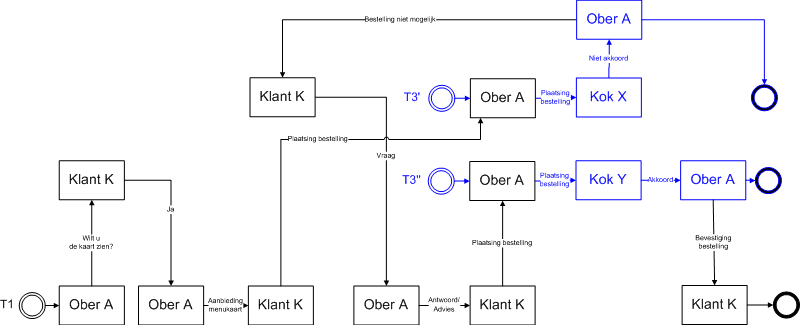 Ober A
Bestelling niet mogelijk
Niet akkoord
Klant K
T3'
Ober A
Plaatsing
bestelling
Kok X
Plaatsing bestelling
Vraag
Klant K
Ja
T3"
Ober A
Plaatsing
bestelling
Kok Y
Akkoord
Ober A
Wilt u
de kaart zien?
Plaatsing bestelling
Bevestiging
bestelling
T1
Ober A
Ober A
Aanbieding
menukaart
Klant K
Ober A
Antwoord/
Advies
Klant K
Klant K